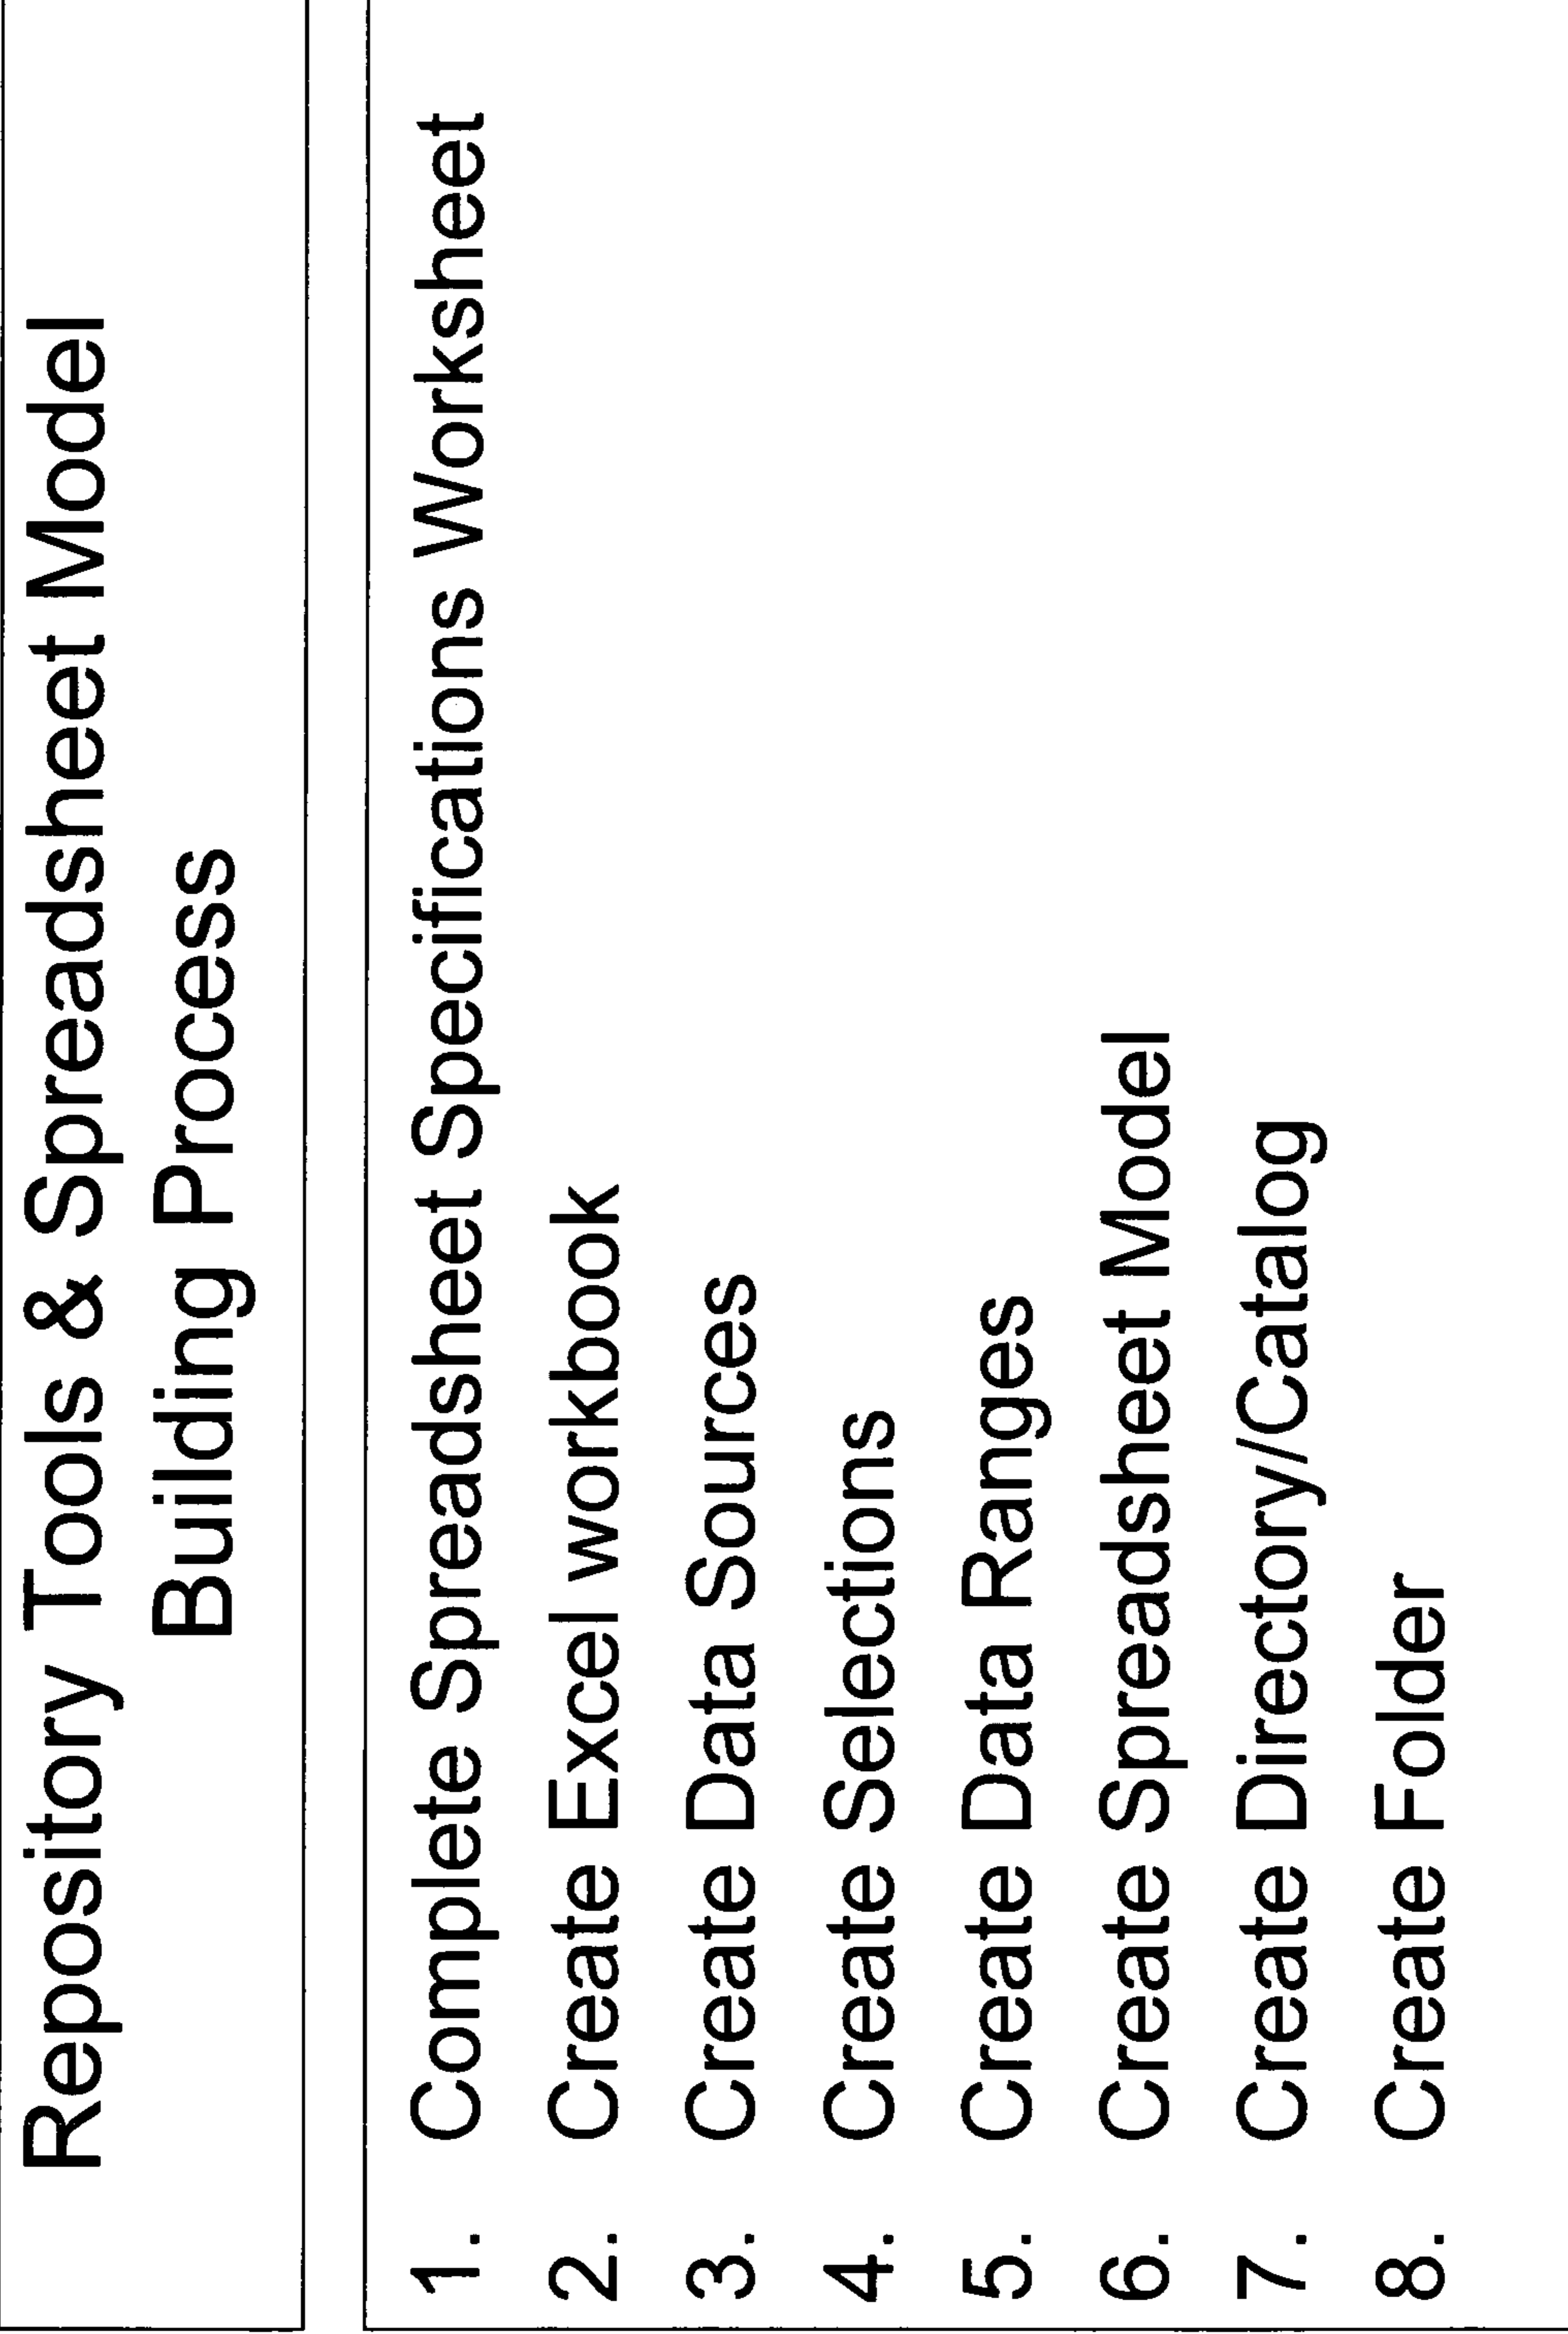 Repository Tools & Spreadsheet Model
Building Process
1. Complete Spreadsheet Specifications Worksheet
2. Create Excel workbook
3. Create Data Sources
4. Create Selections
5. Create Data Ranges
6. Create Spreadsheet Model
7. Create Directory/Catalog
8. Create Folder